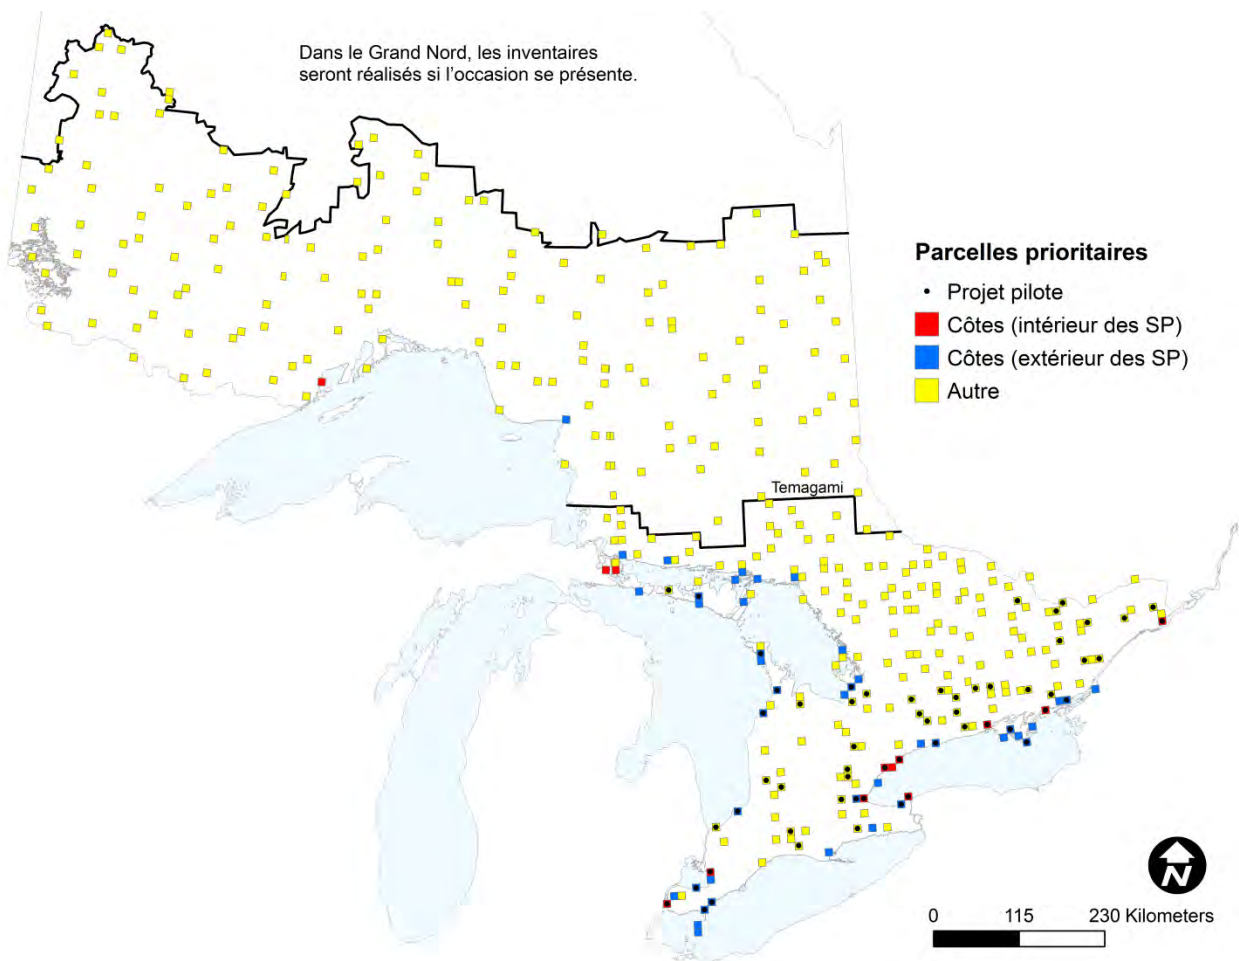 Dans le Grand Nord, les inventaires
seront réalisés si l'occasion se présente.
Parcelles prioritaires
Projet pilote
Côtes (intérieur des SP)
Côtes (extérieur des SP)
Autre
Temagami
N
0 115 230 Kilometers